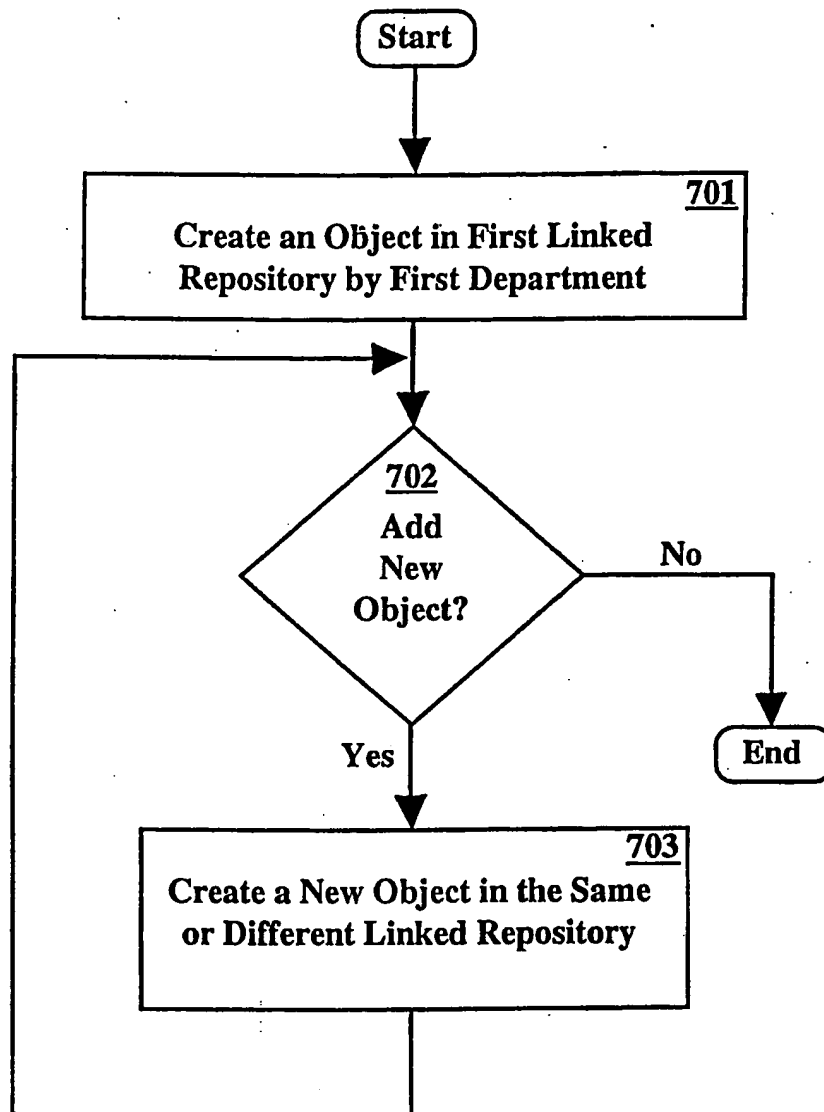 Start
701
Create an Object in First Linked
Repository by First Department
702
Add
New
Object?
No
Yes
End
703
Create a New Object in the Same
or Different Linked Repository